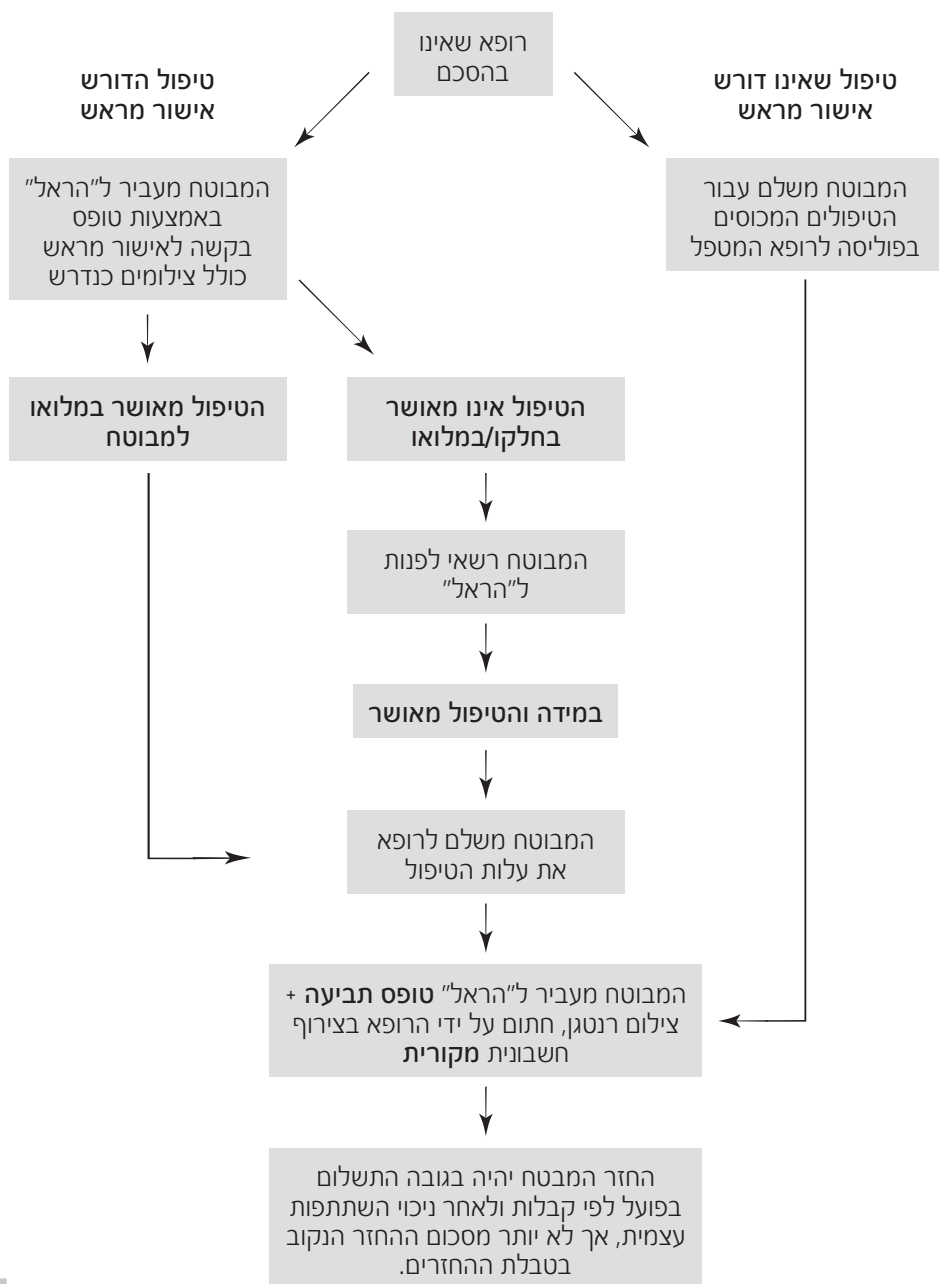 רופא שאינו
בהסכם
טיפול שאינו דורש
אישור מראש
טיפול הדורש
אישור מראש
המבוטח משלם עבור
הטיפולים המכוסים
בפוליסה לרופא המטפל
המבוטח מעביר ל"הראל"
באמצעות טופס
בקשה לאישור מראש
כולל צילומים כנדרש
הטיפול אינו מאושר
בחלקו/במלואו
הטיפול מאושר במלואו
למבוטח
המבוטח רשאי לפנות
ל"הראל"
במידה והטיפול מאושר
המבוטח משלם לרופא
את עלות הטיפול
המבוטח מעביר ל"הראל" טופס תביעה +
צילום רנטגן, חתום על ידי הרופא בצירוף
חשבונית מקורית
החזר המבטח יהיה בגובה התשלום
בפועל לפי קבלות ולאחר ניכוי השתתפות
עצמית, אך לא יותר מסכום ההחזר הנקוב
בטבלת ההחזרים.